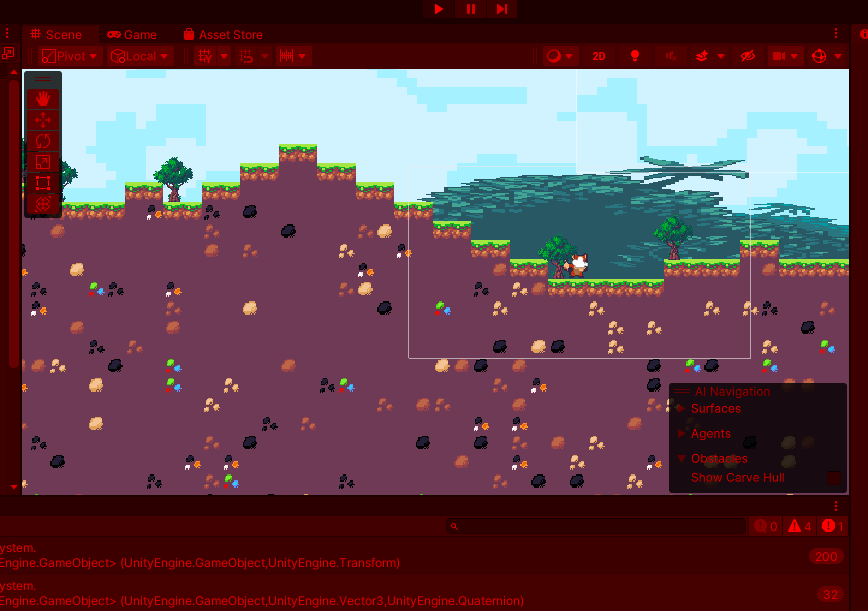 Scene Game Asset Store
Pivot Local 2D
AI Navigation
Surfaces
Agents
Obstacles
Show Carve Hull
0 4 1
ystem.
Engine.GameObject> (UnityEngine.GameObject,UnityEngine.Transform)
200
ystem.
Engine.GameObject> (UnityEngine.GameObject,UnityEngine.Vector3,UnityEngine.Quaternion)
32